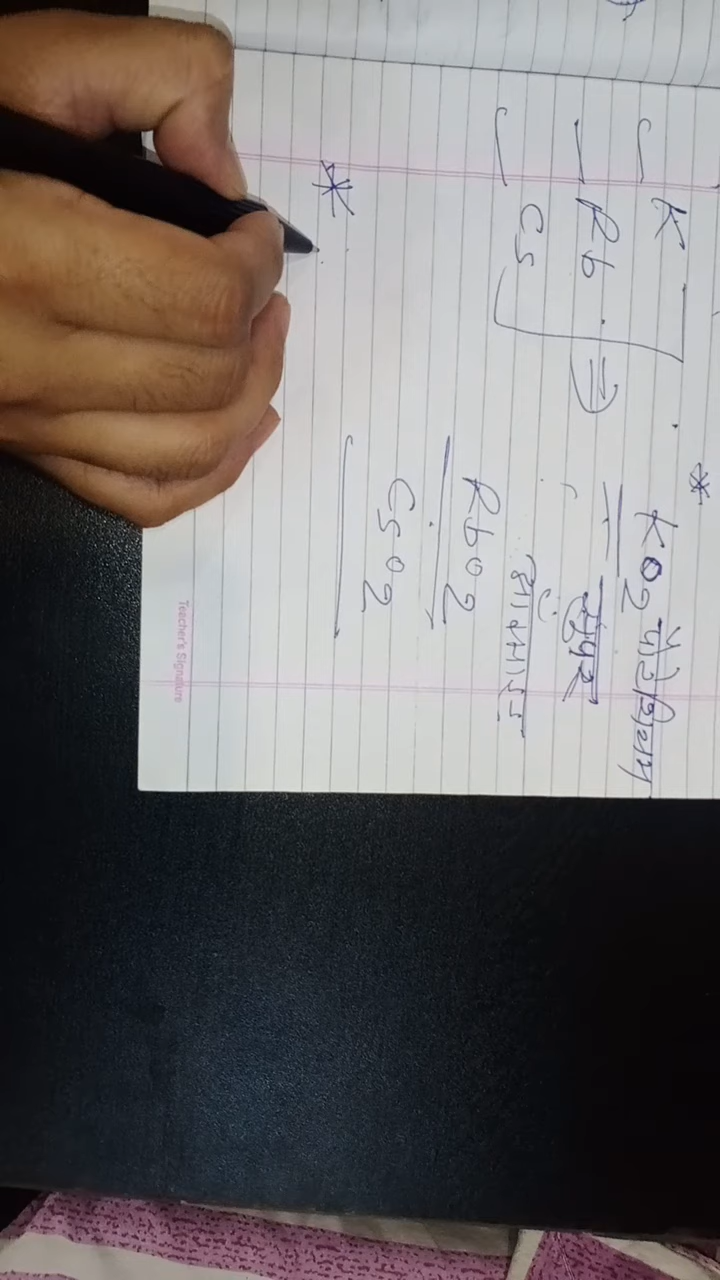 K
Rb ⇒
Cs
*
KO2 पोटेशियम
सुपर
ऑक्साइड
RbO2
CsO2
*
Teacher's Signature